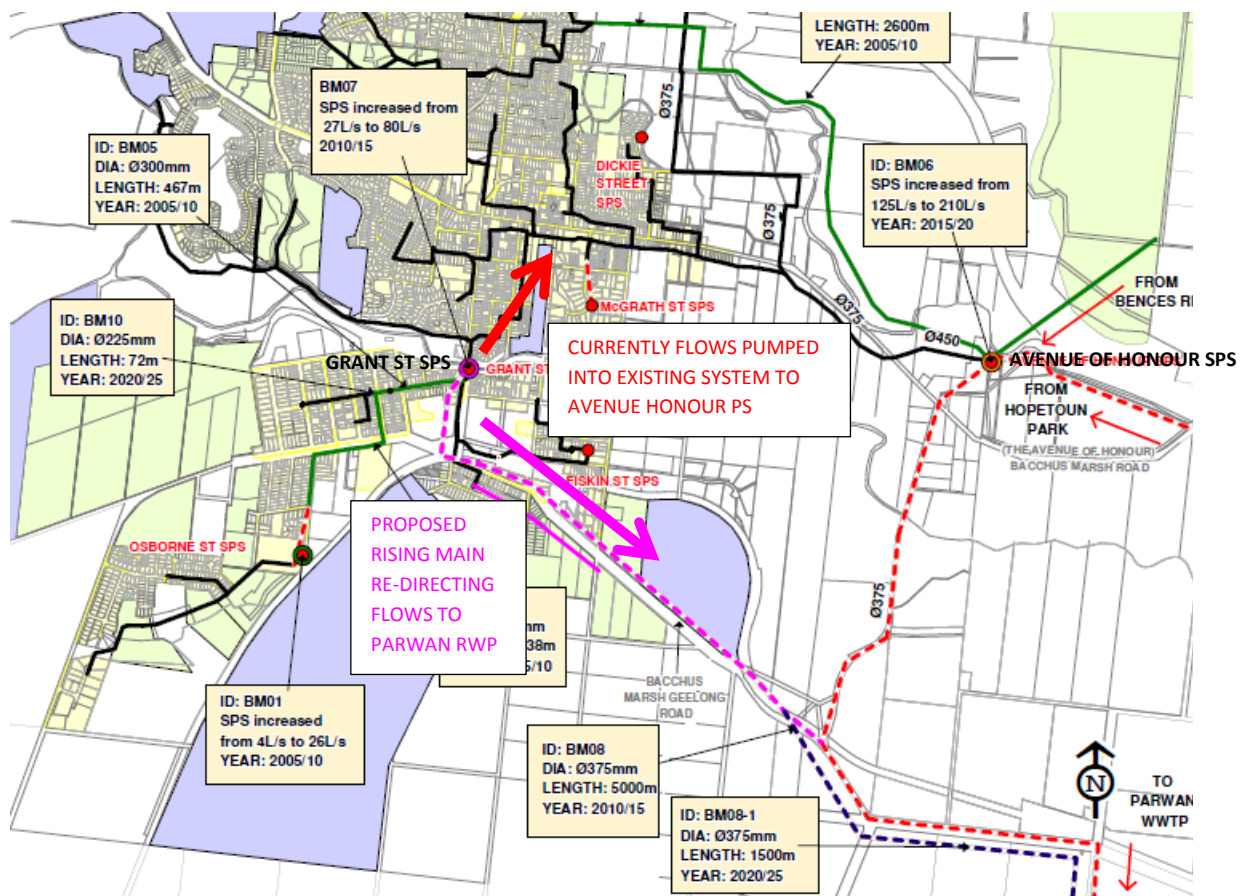 LENGTH: 2600m
YEAR: 2005/10
BM07
SPS increased from
27L/s to 80L/s
2010/15
Ø375
ID: BM05
DIA: Ø300mm
LENGTH: 467m
YEAR: 2005/10
DICKIE
STREET
SPS
Ø375
ID: BM06
SPS increased from
125L/s to 210L/s
YEAR: 2015/20
Ø375
FROM
BENCES R
McGRATH ST SPS
Ø450
ID: BM10
DIA: Ø225mm
LENGTH: 72m
YEAR: 2020/25
GRANT ST SPS
GRANT ST
CURRENTLY FLOWS PUMPED
INTO EXISTING SYSTEM TO
AVENUE HONOUR PS
AVENUE OF HONOUR SPS
FROM
HOPETOUN
PARK
(THE AVENUE OF HONOUR)
BACCHUS MARSH ROAD
FISKIN ST SPS
PROPOSED
RISING MAIN
RE-DIRECTING
FLOWS TO
PARWAN RWP
OSBORNE ST SPS
Ø375
mm
38m
/10
BACCHUS
MARSH GEELONG
ROAD
ID: BM01
SPS increased
from 4L/s to 26L/s
YEAR: 2005/10
ID: BM08
DIA: Ø375mm
LENGTH: 5000m
YEAR: 2010/15
ID: BM08-1
DIA: Ø375mm
LENGTH: 1500m
YEAR: 2020/25
N
TO
PARWAN
WWTP